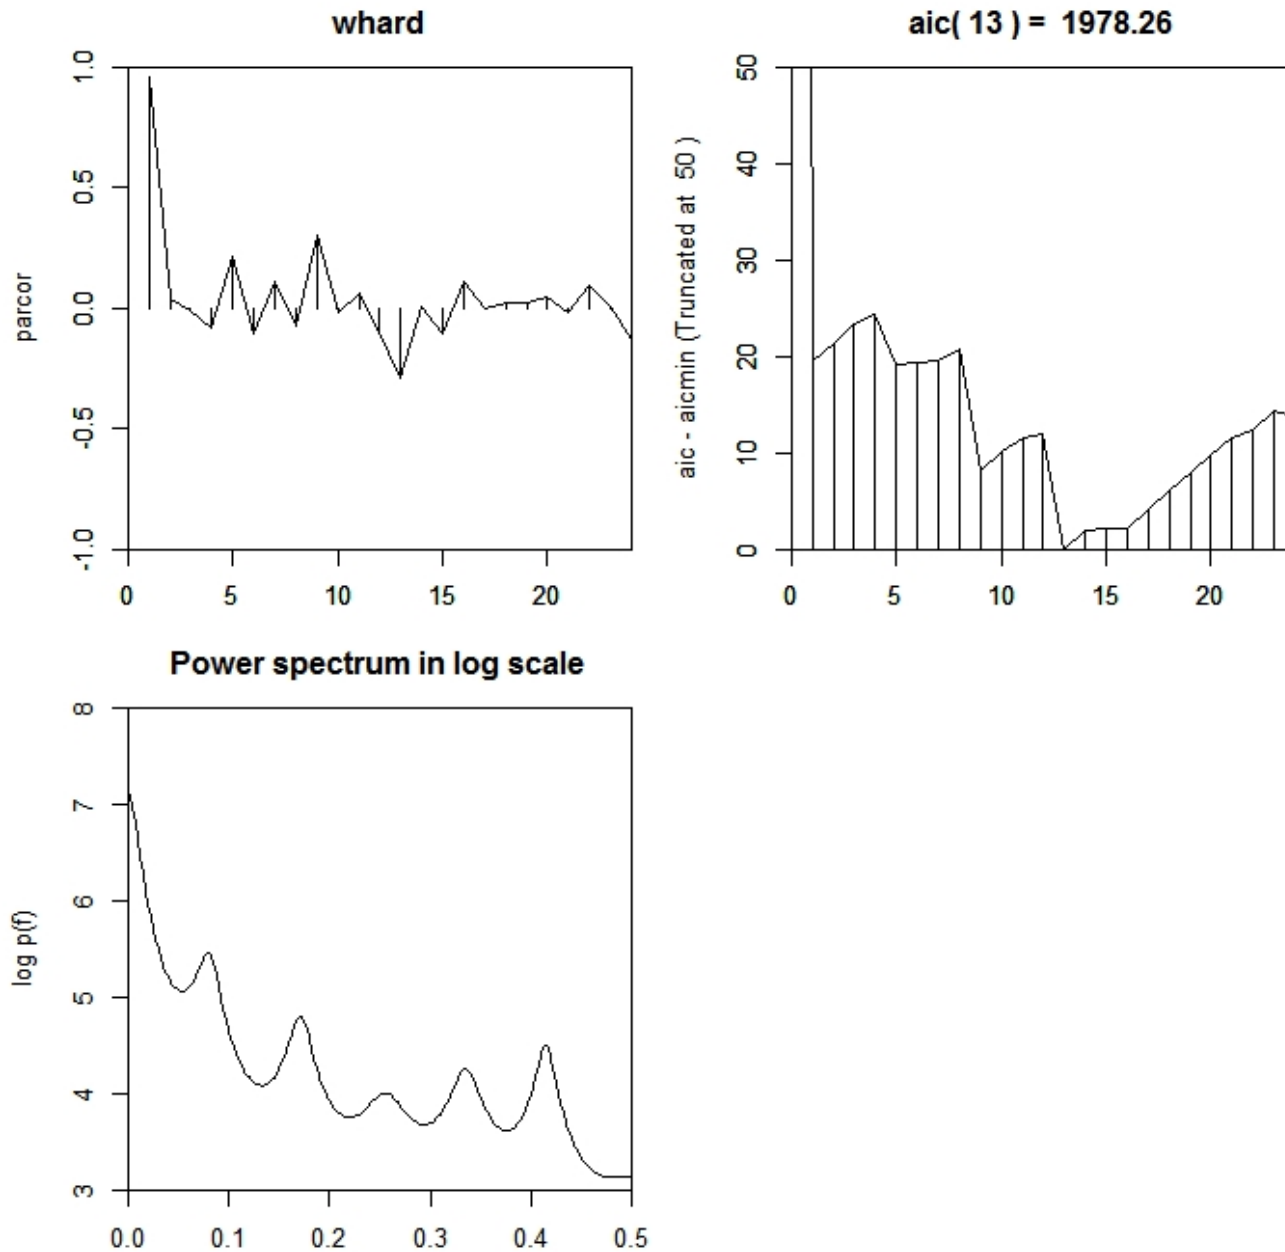 whard
parcor
1.0
0.5
0.0
-0.5
-1.0
0 5 10 15 20
aic( 13 ) = 1978.26
aic - aicmin (Truncated at 50 )
50
40
30
20
10
0
0 5 10 15 20
Power spectrum in log scale
log p(f)
8
7
6
5
4
3
0.0 0.1 0.2 0.3 0.4 0.5